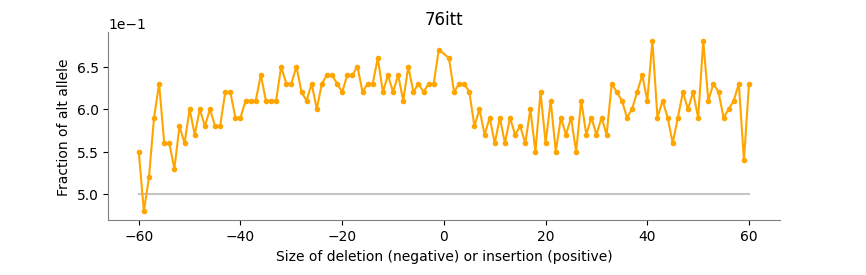 76itt
1e−1
Fraction of alt allele
6.5
6.0
5.5
5.0
−60 −40 −20 0 20 40 60
Size of deletion (negative) or insertion (positive)